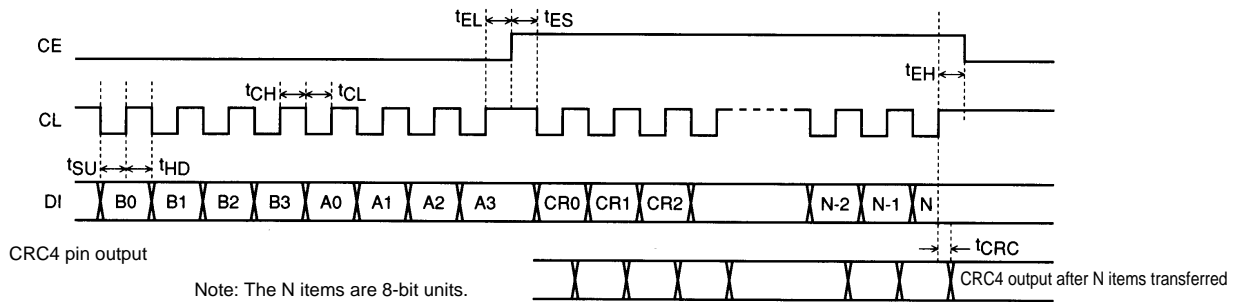 tEL tES
CE
tEH
tCH tCL
CL
tSU tHD
DI B0 B1 B2 B3 A0 A1 A2 A3 CR0 CR1 CR2 N-2 N-1 N
tCRC
CRC4 pin output
CRC4 output after N items transferred
Note: The N items are 8-bit units.